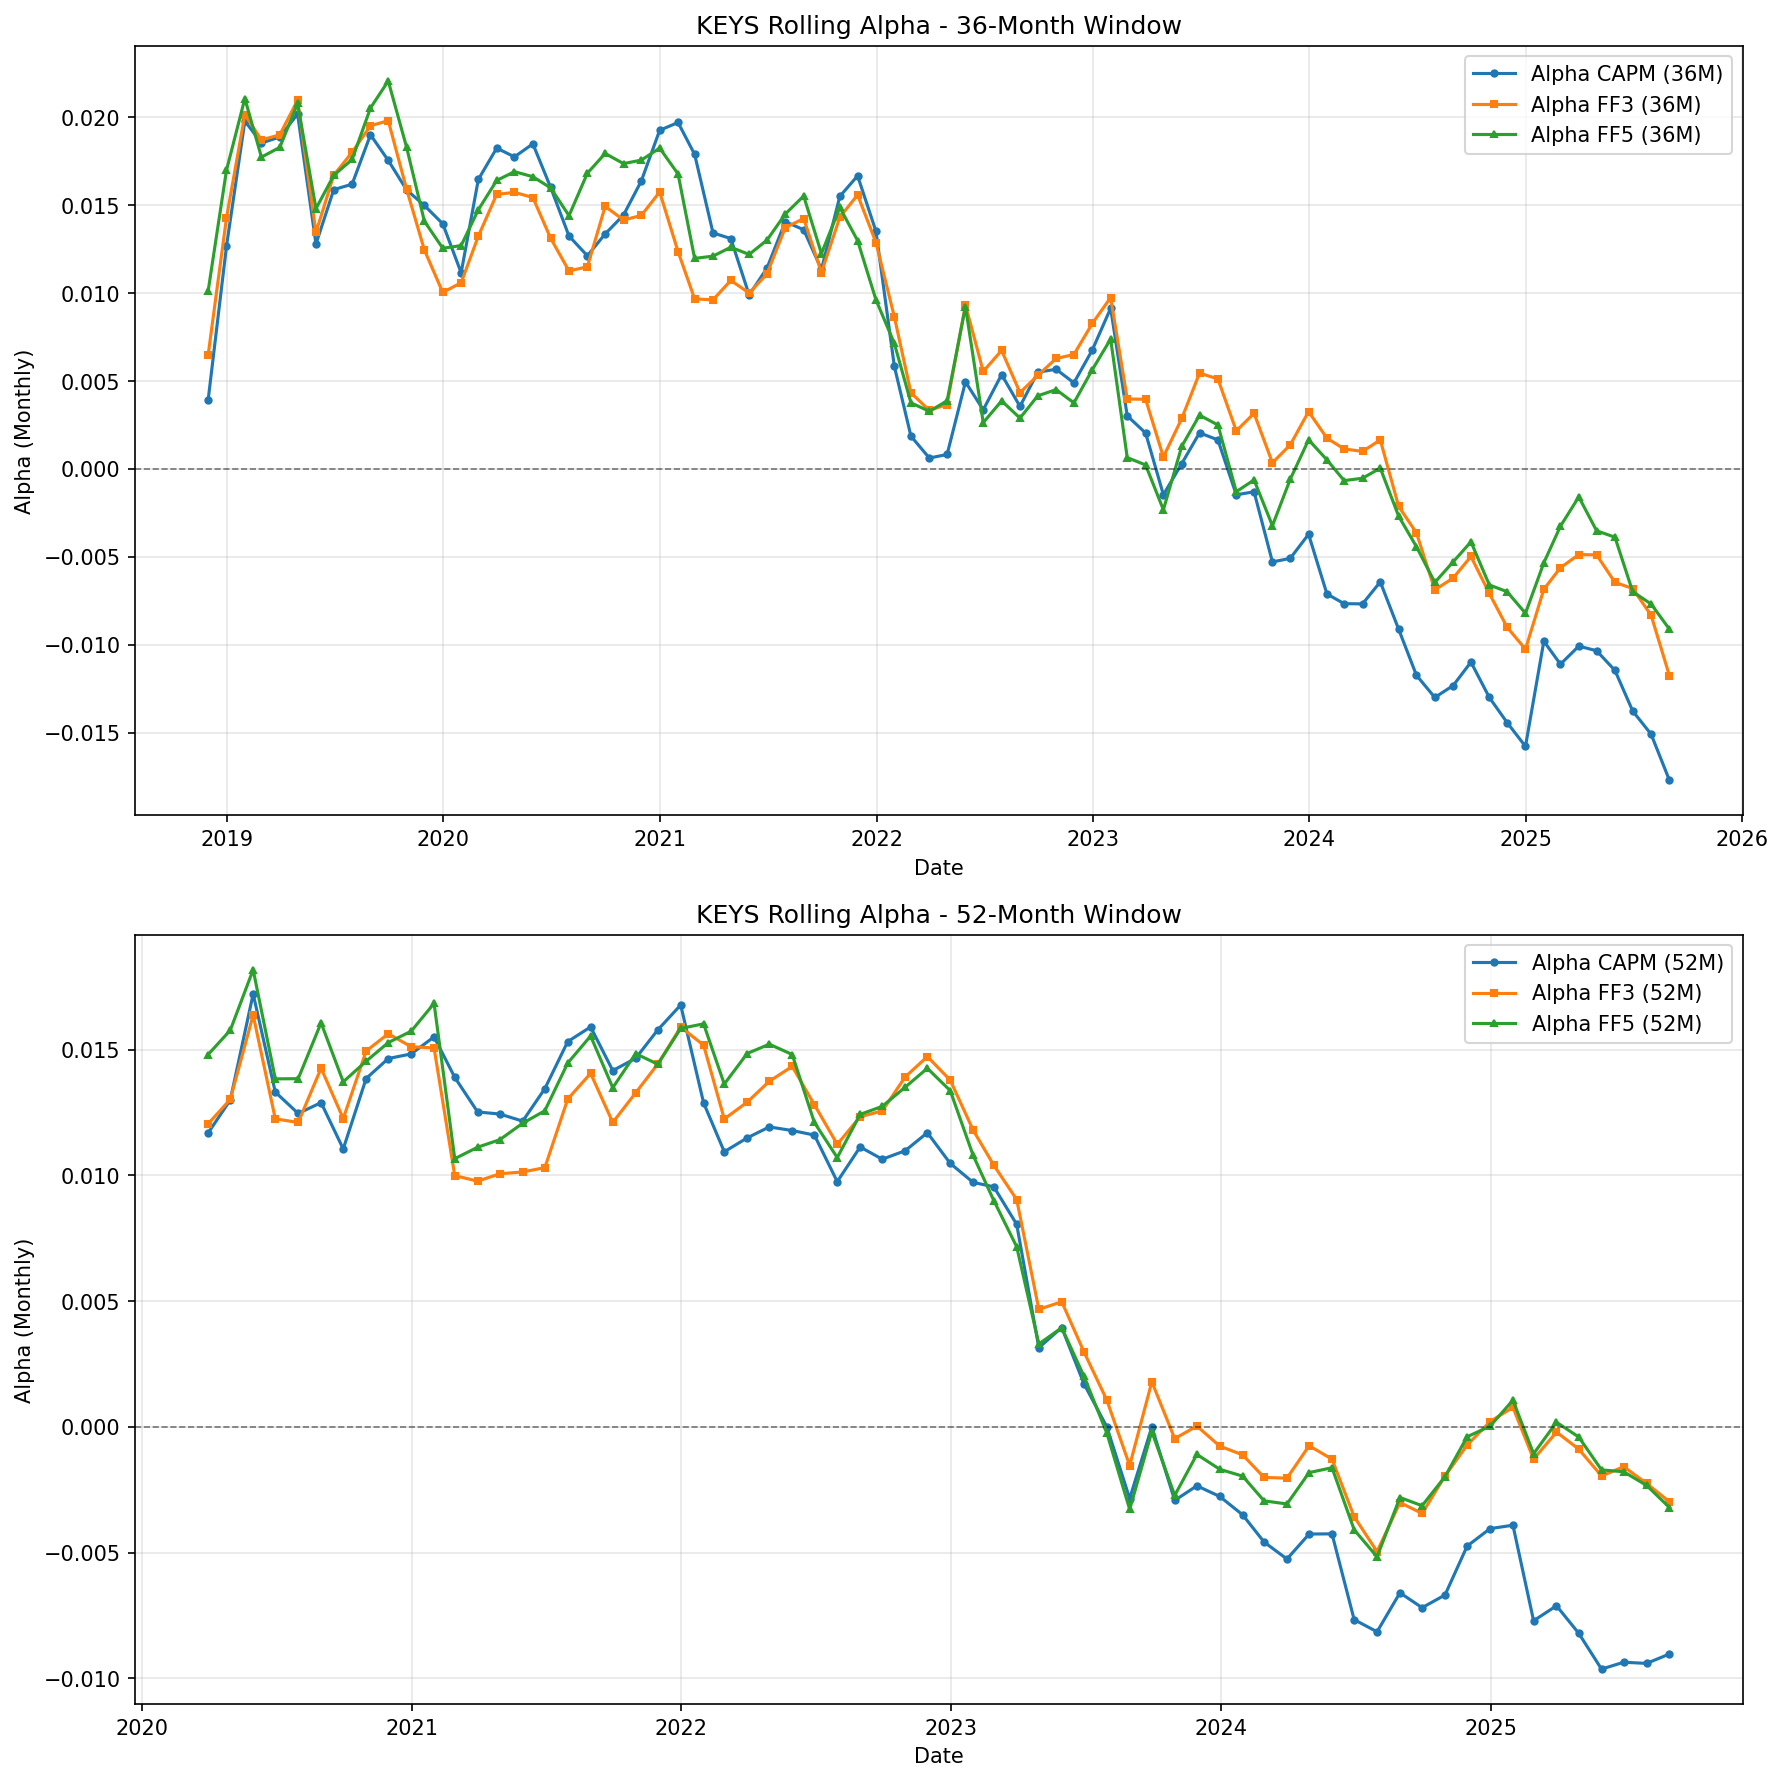 KEYS Rolling Alpha - 36-Month Window
Alpha CAPM (36M)
Alpha FF3 (36M)
Alpha FF5 (36M)
Alpha (Monthly)
0.020
0.015
0.010
0.005
0.000
−0.005
−0.010
−0.015
2019 2020 2021 2022 2023 2024 2025 2026
Date
KEYS Rolling Alpha - 52-Month Window
Alpha CAPM (52M)
Alpha FF3 (52M)
Alpha FF5 (52M)
Alpha (Monthly)
0.015
0.010
0.005
0.000
−0.005
−0.010
2020 2021 2022 2023 2024 2025
Date